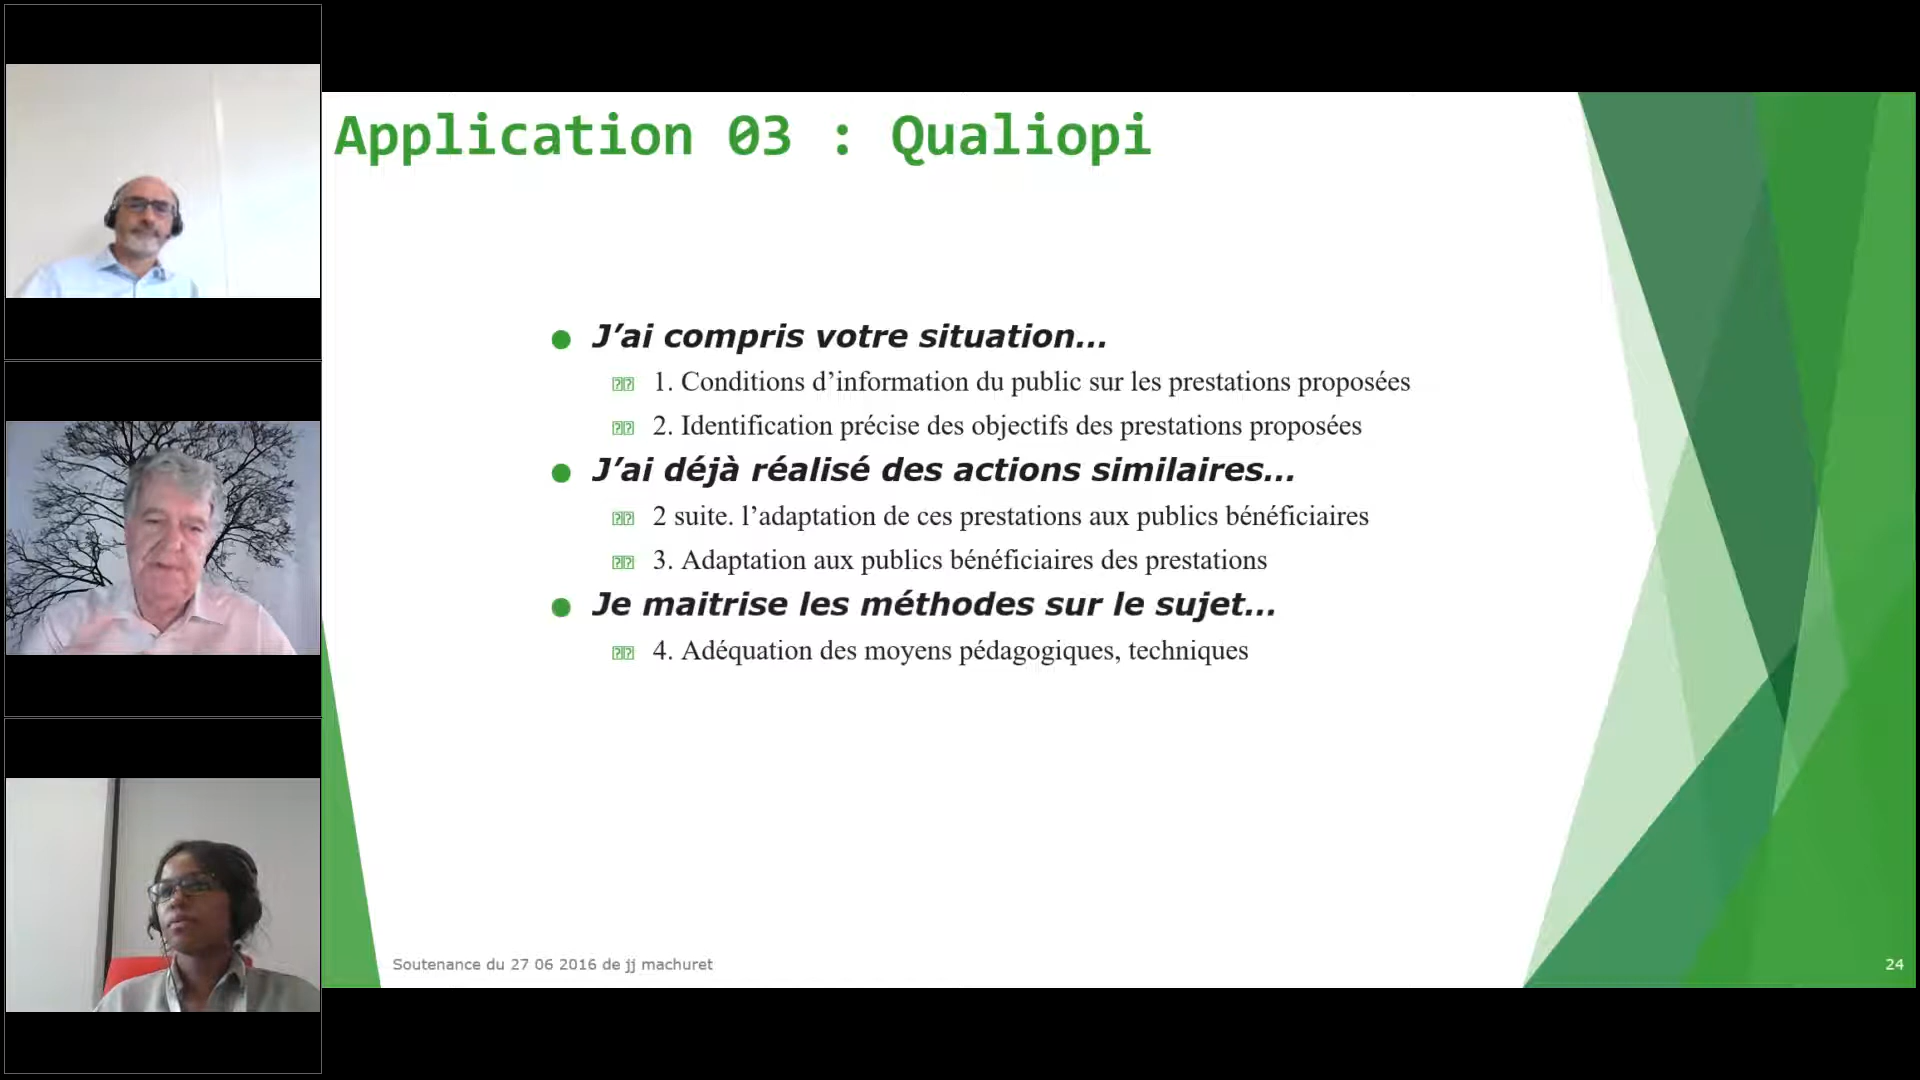 Application 03 : Qualiopi
J’ai compris votre situation…
1. Conditions d’information du public sur les prestations proposées
2. Identification précise des objectifs des prestations proposées
J’ai déjà réalisé des actions similaires…
2 suite. l’adaptation de ces prestations aux publics bénéficiaires
3. Adaptation aux publics bénéficiaires des prestations
Je maitrise les méthodes sur le sujet…
4. Adéquation des moyens pédagogiques, techniques
Soutenance du 27 06 2016 de jj machuret
24